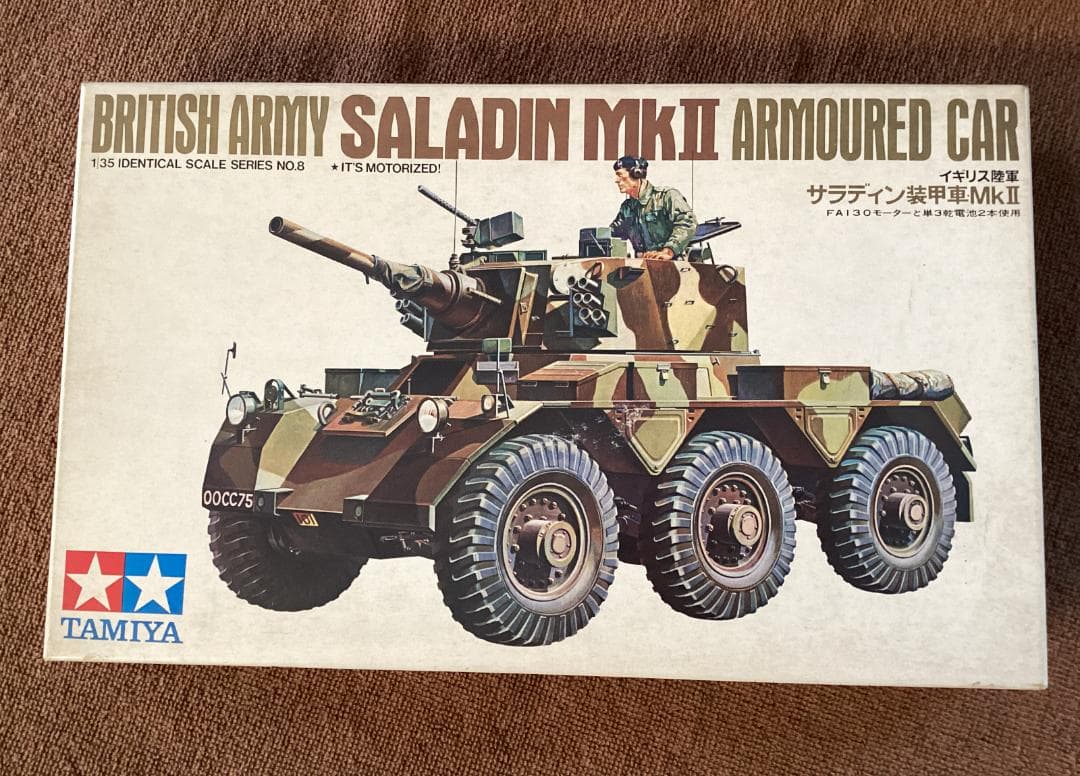 BRITISH ARMY SALADIN MkII ARMOURED CAR
1/35 IDENTICAL SCALE SERIES NO.8 ★IT'S MOTORIZED!
イギリス陸軍
サラディン装甲車MkⅡ
FA130モーターと単3乾電池2本使用
00CC75
151
TAMIYA